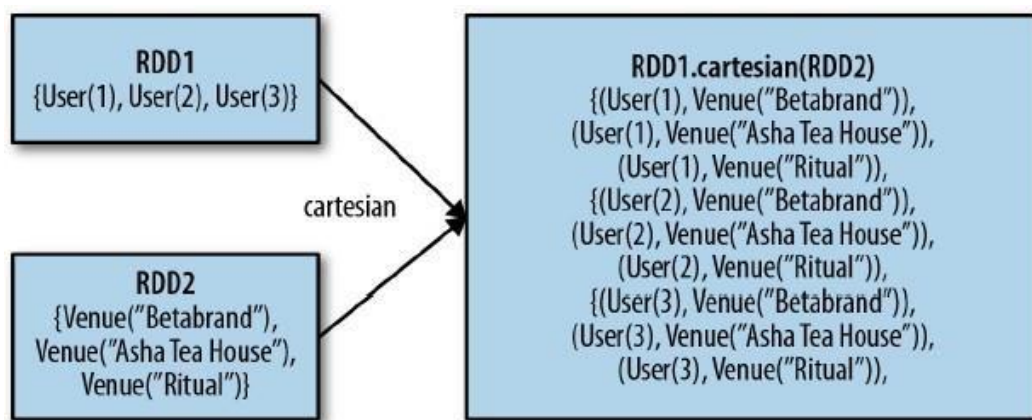 RDD1
{User(1), User(2), User(3)}
cartesian
RDD2
{Venue("Betabrand"),
Venue("Asha Tea House"),
Venue("Ritual")}
RDD1.cartesian(RDD2)
{(User(1), Venue("Betabrand")),
(User(1), Venue("Asha Tea House")),
(User(1), Venue("Ritual")),
{(User(2), Venue("Betabrand")),
(User(2), Venue("Asha Tea House")),
(User(2), Venue("Ritual")),
{(User(3), Venue("Betabrand")),
(User(3), Venue("Asha Tea House")),
(User(3), Venue("Ritual")),